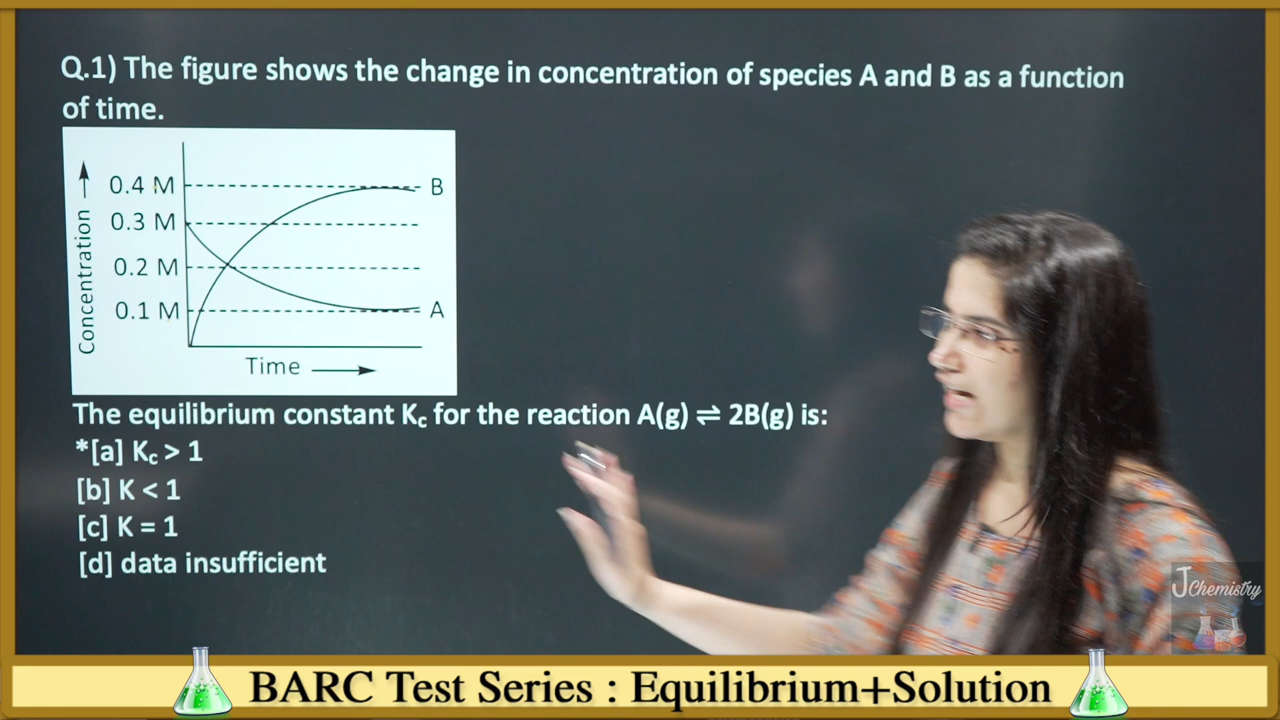 Q.1) The figure shows the change in concentration of species A and B as a function
of time.
Concentration
0.4 M
B
0.3 M
0.2 M
0.1 M
A
Time
The equilibrium constant Kc for the reaction A(g) ⇌ 2B(g) is:
*[a] Kc > 1
[b] K < 1
[c] K = 1
[d] data insufficient
JChemistry
BARC Test Series : Equilibrium+Solution